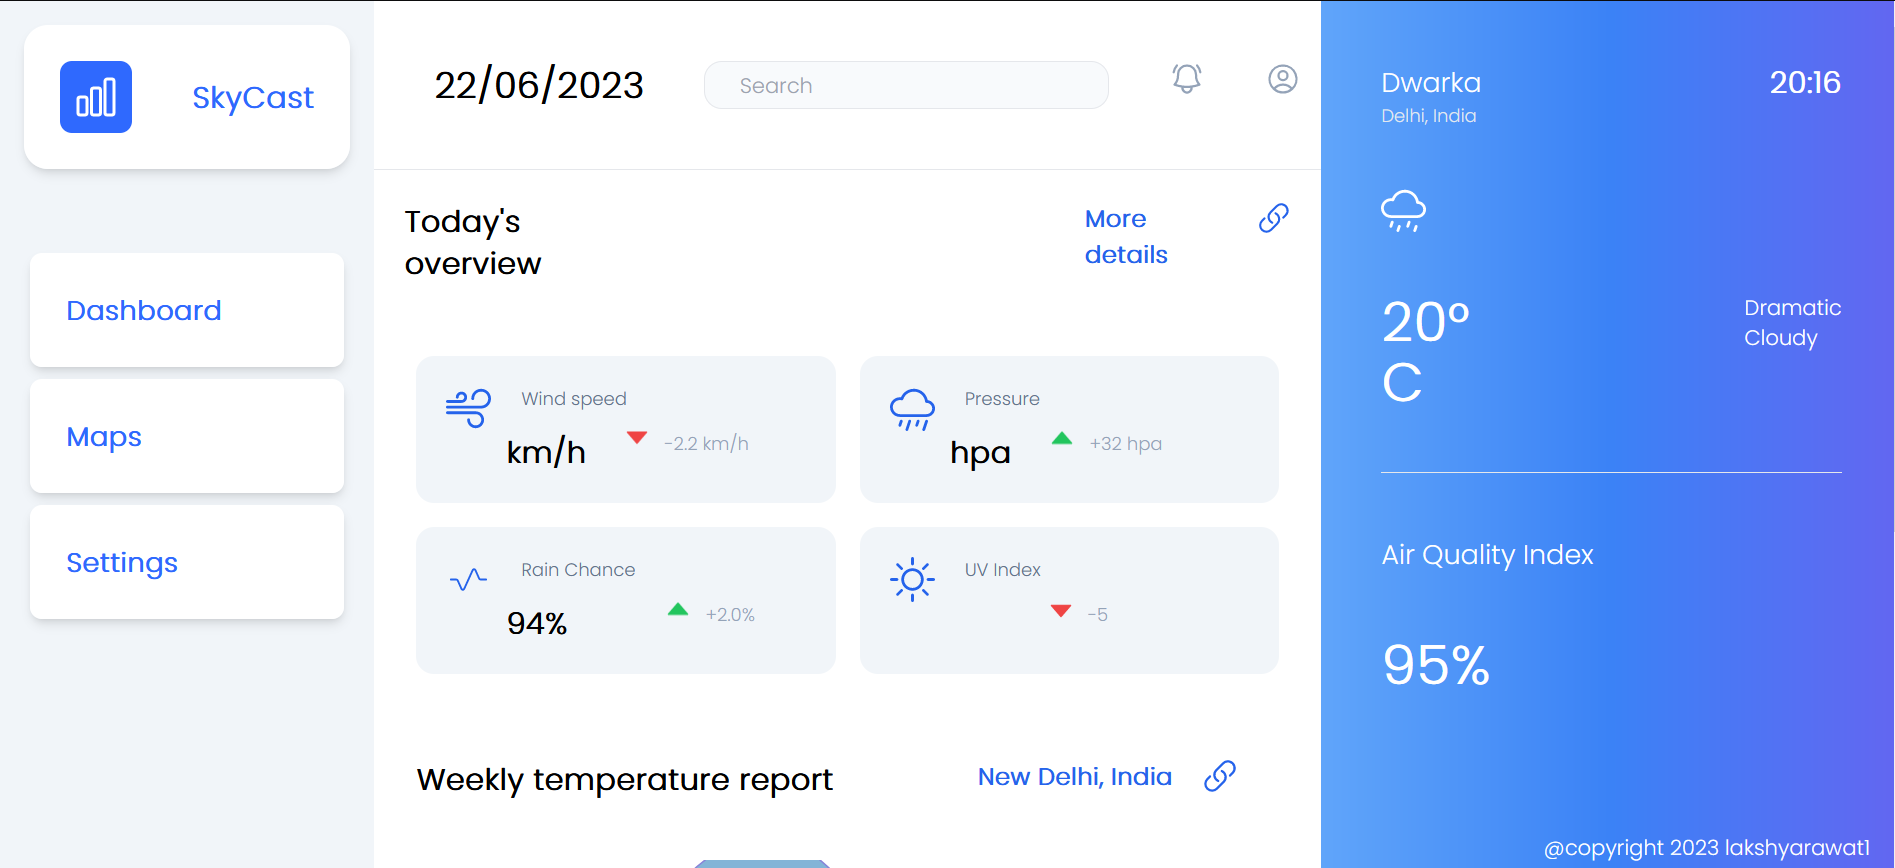 SkyCast
Dashboard
Maps
Settings
22/06/2023
Search
Today's
overview
More
details
Wind speed
km/h
-2.2 km/h
Pressure
hpa
+32 hpa
Rain Chance
94%
+2.0%
UV Index
-5
Weekly temperature report
New Delhi, India
Dwarka
20:16
Delhi, India
20°
C
Dramatic
Cloudy
Air Quality Index
95%
@copyright 2023 lakshyarawat1